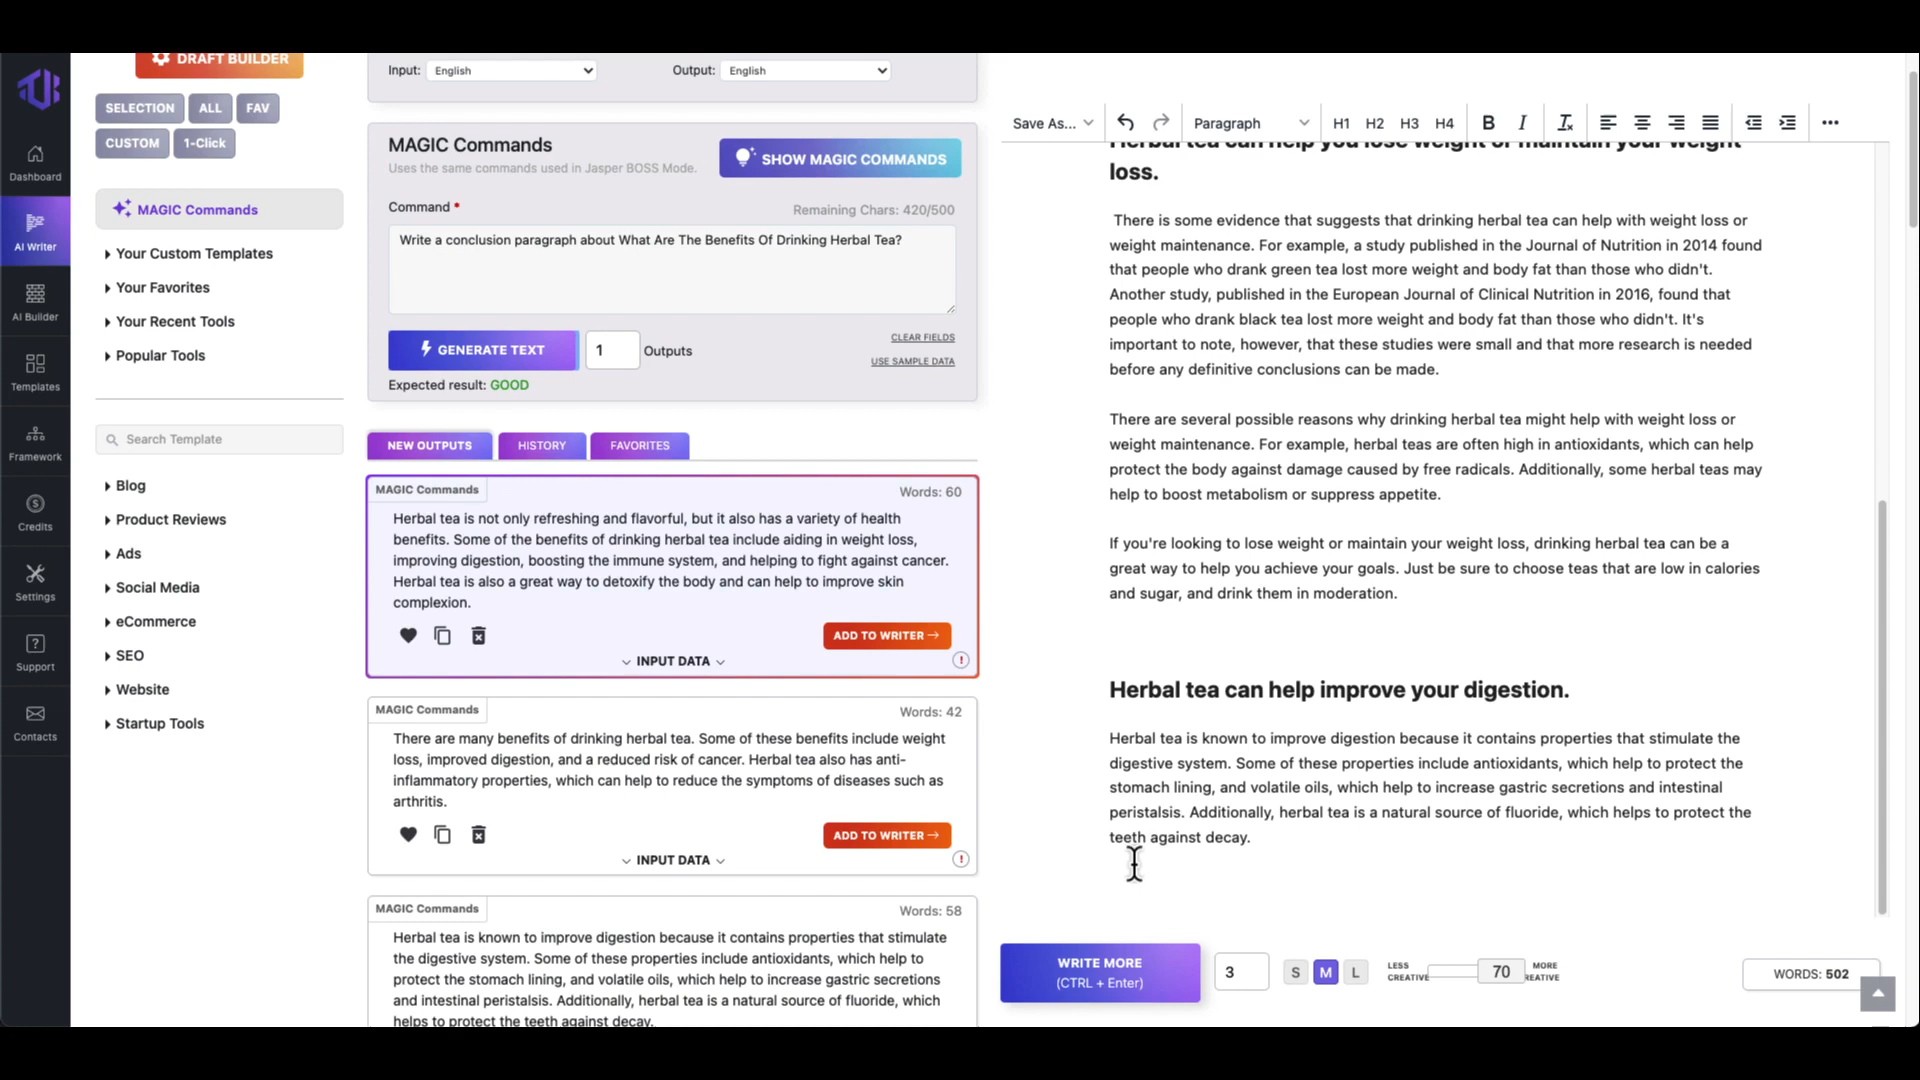 Dashboard
AI Writer
AI Builder
Templates
Framework
Credits
Settings
Support
Contacts
DRAFT BUILDER
SELECTION
ALL
FAV
CUSTOM
1-Click
MAGIC Commands
Your Custom Templates
Your Favorites
Your Recent Tools
Popular Tools
Search Template
Blog
Product Reviews
Ads
Social Media
eCommerce
SEO
Website
Startup Tools
Input: English
Output: English
MAGIC Commands
Uses the same commands used in Jasper BOSS Mode.
SHOW MAGIC COMMANDS
Command *
Remaining Chars: 420/500
Write a conclusion paragraph about What Are The Benefits Of Drinking Herbal Tea?
GENERATE TEXT
1
Outputs
CLEAR FIELDS
USE SAMPLE DATA
Expected result: GOOD
NEW OUTPUTS
HISTORY
FAVORITES
MAGIC Commands
Words: 60
Herbal tea is not only refreshing and flavorful, but it also has a variety of health
benefits. Some of the benefits of drinking herbal tea include aiding in weight loss,
improving digestion, boosting the immune system, and helping to fight against cancer.
Herbal tea is also a great way to detoxify the body and can help to improve skin
complexion.
ADD TO WRITER
INPUT DATA
MAGIC Commands
Words: 42
There are many benefits of drinking herbal tea. Some of these benefits include weight
loss, improved digestion, and a reduced risk of cancer. Herbal tea also has anti-
inflammatory properties, which can help to reduce the symptoms of diseases such as
arthritis.
ADD TO WRITER
INPUT DATA
MAGIC Commands
Words: 58
Herbal tea is known to improve digestion because it contains properties that stimulate
the digestive system. Some of these properties include antioxidants, which help to
protect the stomach lining, and volatile oils, which help to increase gastric secretions
and intestinal peristalsis. Additionally, herbal tea is a natural source of fluoride, which
helps to protect the teeth against decay.
Save As...
Paragraph
H1
H2
H3
H4
B
I
Herbal tea can help you lose weight or maintain your weight
loss.
There is some evidence that suggests that drinking herbal tea can help with weight loss or
weight maintenance. For example, a study published in the Journal of Nutrition in 2014 found
that people who drank green tea lost more weight and body fat than those who didn't.
Another study, published in the European Journal of Clinical Nutrition in 2016, found that
people who drank black tea lost more weight and body fat than those who didn't. It's
important to note, however, that these studies were small and that more research is needed
before any definitive conclusions can be made.
There are several possible reasons why drinking herbal tea might help with weight loss or
weight maintenance. For example, herbal teas are often high in antioxidants, which can help
protect the body against damage caused by free radicals. Additionally, some herbal teas may
help to boost metabolism or suppress appetite.
If you're looking to lose weight or maintain your weight loss, drinking herbal tea can be a
great way to help you achieve your goals. Just be sure to choose teas that are low in calories
and sugar, and drink them in moderation.
Herbal tea can help improve your digestion.
Herbal tea is known to improve digestion because it contains properties that stimulate the
digestive system. Some of these properties include antioxidants, which help to protect the
stomach lining, and volatile oils, which help to increase gastric secretions and intestinal
peristalsis. Additionally, herbal tea is a natural source of fluoride, which helps to protect the
teeth against decay.
WRITE MORE
(CTRL + Enter)
3
S
M
L
LESS
CREATIVE
70
MORE
REATIVE
WORDS: 502